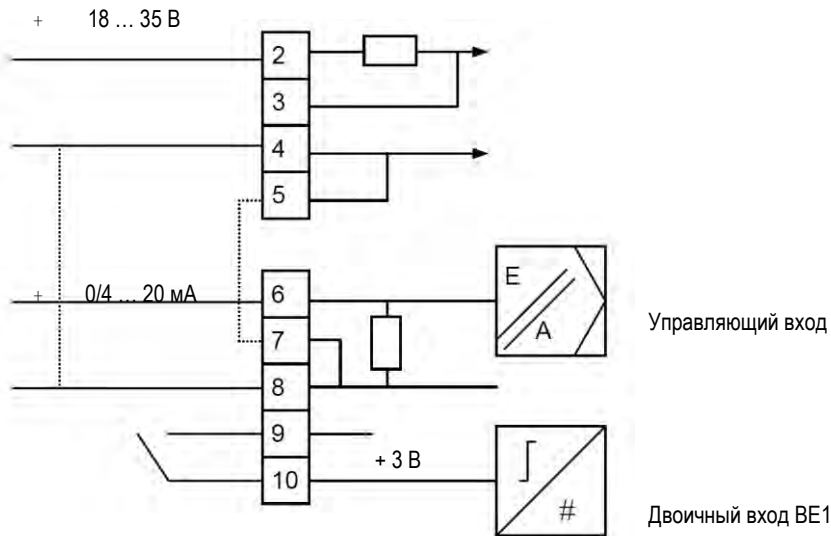 + 18 … 35 В
2
3
4
5
+ 0/4 … 20 мА
6
7
8
9
10
+ 3 В
E
A
Управляющий вход
#
Двоичный вход BE1